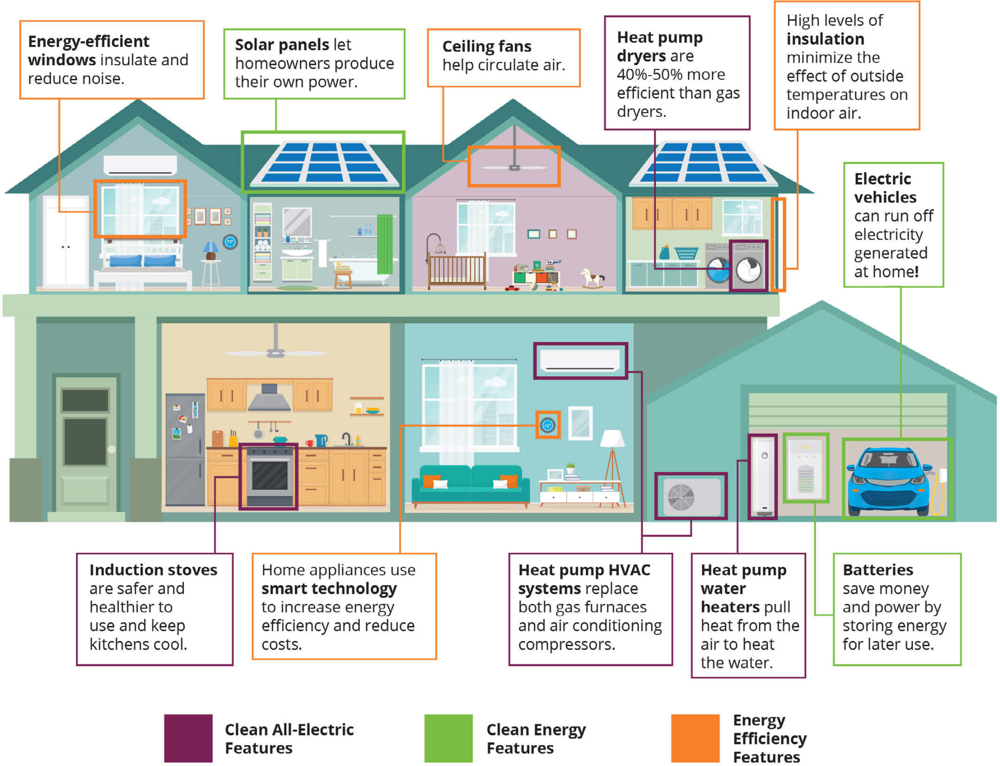 Energy-efficient
windows insulate and
reduce noise.
Solar panels let
homeowners produce
their own power.
Ceiling fans
help circulate air.
Heat pump
dryers are
40%-50% more
efficient than gas
dryers.
High levels of
insulation
minimize the
effect of outside
temperatures on
indoor air.
Electric
vehicles
can run off
electricity
generated
at home!
72°
72°
Induction stoves
are safer and
healthier to
use and keep
kitchens cool.
Home appliances use
smart technology
to increase energy
efficiency and reduce
costs.
Heat pump HVAC
systems replace
both gas furnaces
and air conditioning
compressors.
Heat pump
water
heaters pull
heat from the
air to heat
the water.
Batteries
save money
and power by
storing energy
for later use.
Clean All-Electric
Features
Clean Energy
Features
Energy
Efficiency
Features